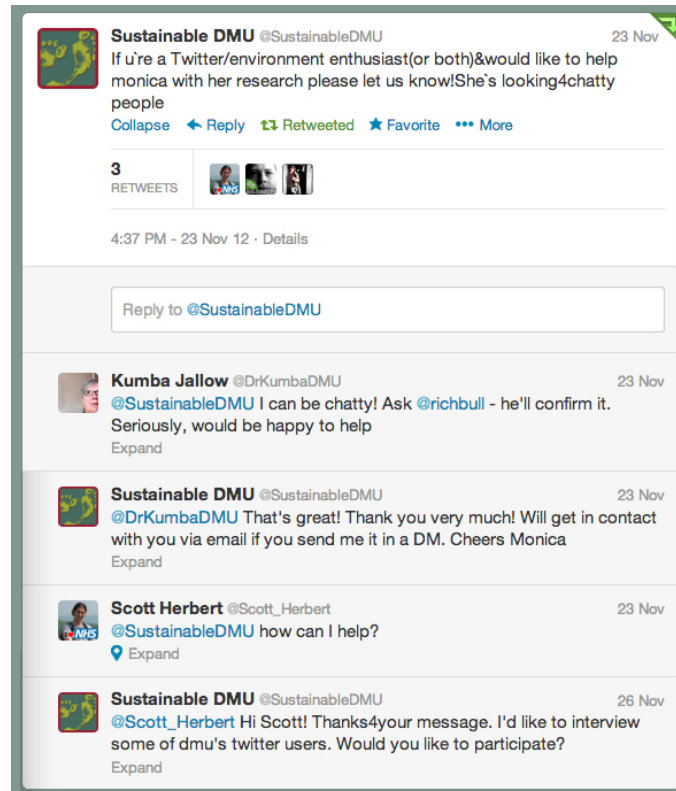 Sustainable DMU @SustainableDMU 23 Nov
If u`re a Twitter/environment enthusiast(or both)&would like to help
monica with her research please let us know!She`s looking4chatty
people
Collapse Reply Retweeted Favorite More
3
RETWEETS
NHS
4:37 PM - 23 Nov 12 · Details
Reply to @SustainableDMU
Kumba Jallow @DrKumbaDMU 23 Nov
@SustainableDMU I can be chatty! Ask @richbull - he'll confirm it.
Seriously, would be happy to help
Expand
Sustainable DMU @SustainableDMU 23 Nov
@DrKumbaDMU That's great! Thank you very much! Will get in contact
with you via email if you send me it in a DM. Cheers Monica
Expand
Scott Herbert @Scott_Herbert 23 Nov
@SustainableDMU how can I help?
NHS
Expand
Sustainable DMU @SustainableDMU 26 Nov
@Scott_Herbert Hi Scott! Thanks4your message. I'd like to interview
some of dmu's twitter users. Would you like to participate?
Expand